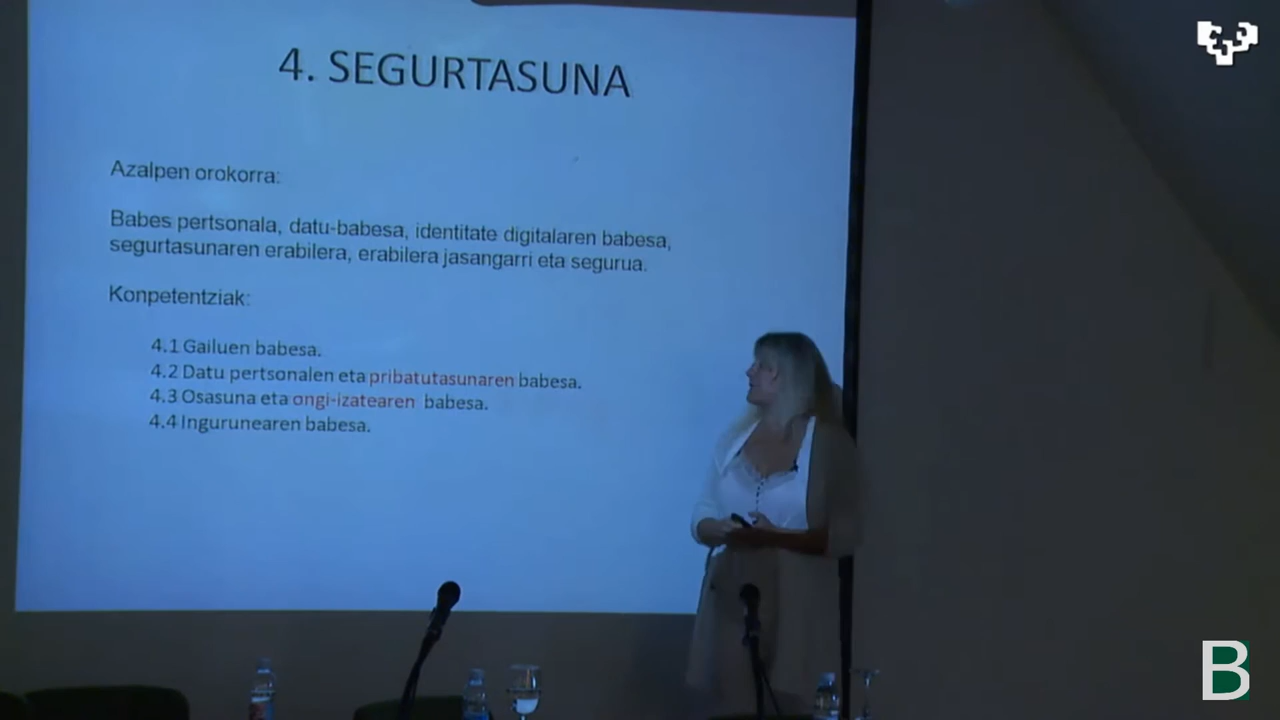 4. SEGURTASUNA
Azalpen orokorra:
Babes pertsonala, datu-babesa, identitate digitalaren babesa,
segurtasunaren erabilera, erabilera jasangarri eta segurua.
Konpetentziak:
4.1 Gailuen babesa.
4.2 Datu pertsonalen eta pribatutasunaren babesa.
4.3 Osasuna eta ongi-izatearen babesa.
4.4 Ingurunearen babesa.
B